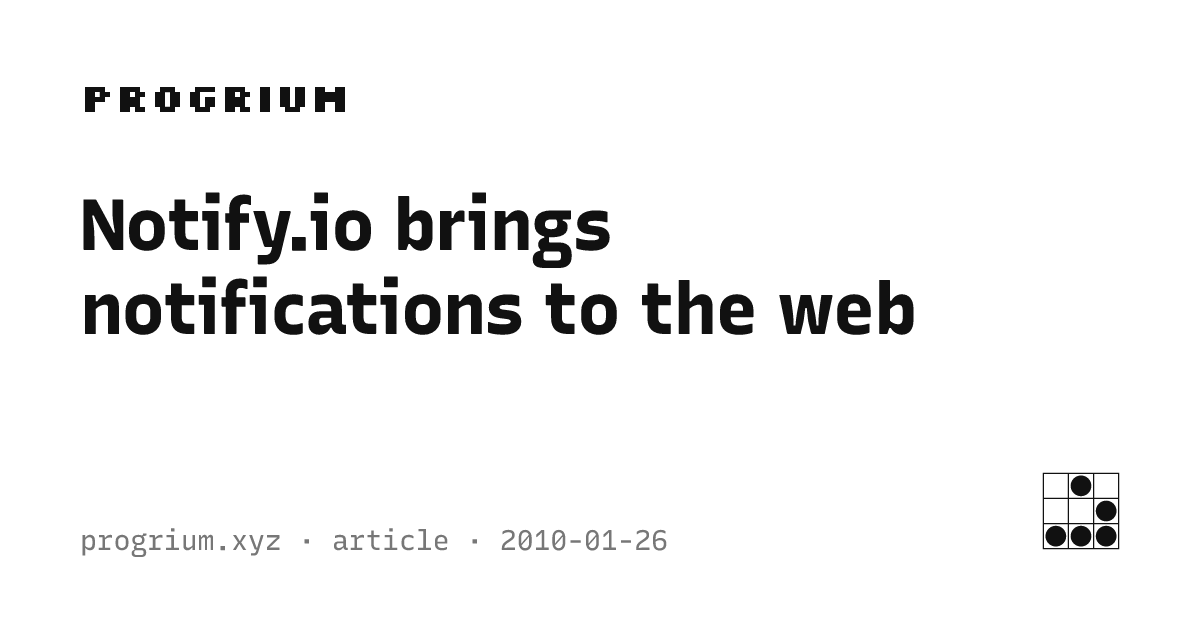 PROGRIUM
Notify.io brings
notifications to the web
progrium.xyz · article · 2010-01-26